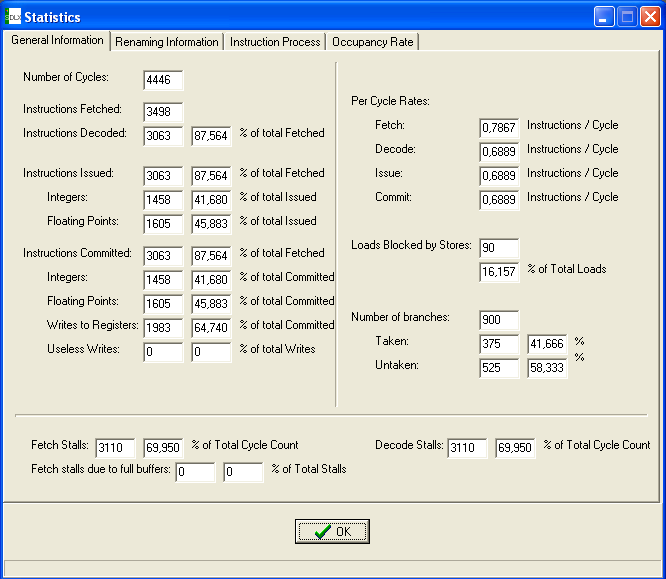 DLX Statistics
General Information Renaming Information Instruction Process Occupancy Rate
Number of Cycles: 4446
Instructions Fetched: 3498
Instructions Decoded: 3063 87,564 % of total Fetched
Instructions Issued: 3063 87,564 % of total Fetched
Integers: 1458 41,680 % of total Issued
Floating Points: 1605 45,883 % of total Issued
Instructions Committed: 3063 87,564 % of total Fetched
Integers: 1458 41,680 % of total Committed
Floating Points: 1605 45,883 % of total Committed
Writes to Registers: 1983 64,740 % of total Committed
Useless Writes: 0 0 % of total Writes
Per Cycle Rates:
Fetch: 0,7867 Instructions / Cycle
Decode: 0,6889 Instructions / Cycle
Issue: 0,6889 Instructions / Cycle
Commit: 0,6889 Instructions / Cycle
Loads Blocked by Stores: 90
16,157 % of Total Loads
Number of branches: 900
Taken: 375 41,666 %
Untaken: 525 58,333 %
Fetch Stalls: 3110 69,950 % of Total Cycle Count
Fetch stalls due to full buffers: 0 0 % of Total Stalls
Decode Stalls: 3110 69,950 % of Total Cycle Count
OK